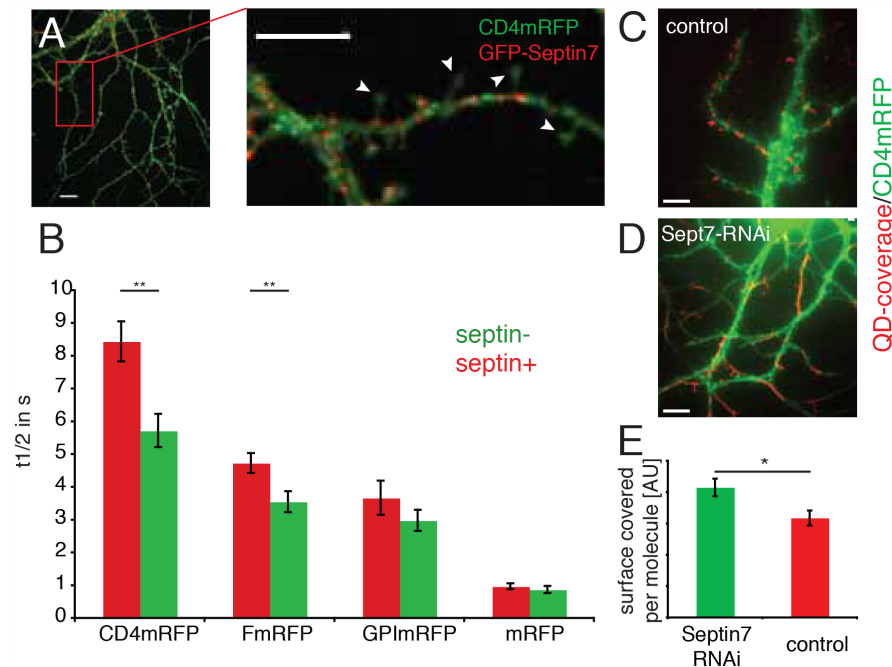 A
CD4mRFP
GFP-Septin7
C
control
D
Sept7-RNAi
QD-coverage/CD4mRFP
B
10
9
8
7
6
5
4
3
2
1
0
t1/2 in s
**
**
septin-
septin+
CD4mRFP
FmRFP
GPImRFP
mRFP
E
surface covered
per molecule [AU]
*
Septin7
RNAi
control